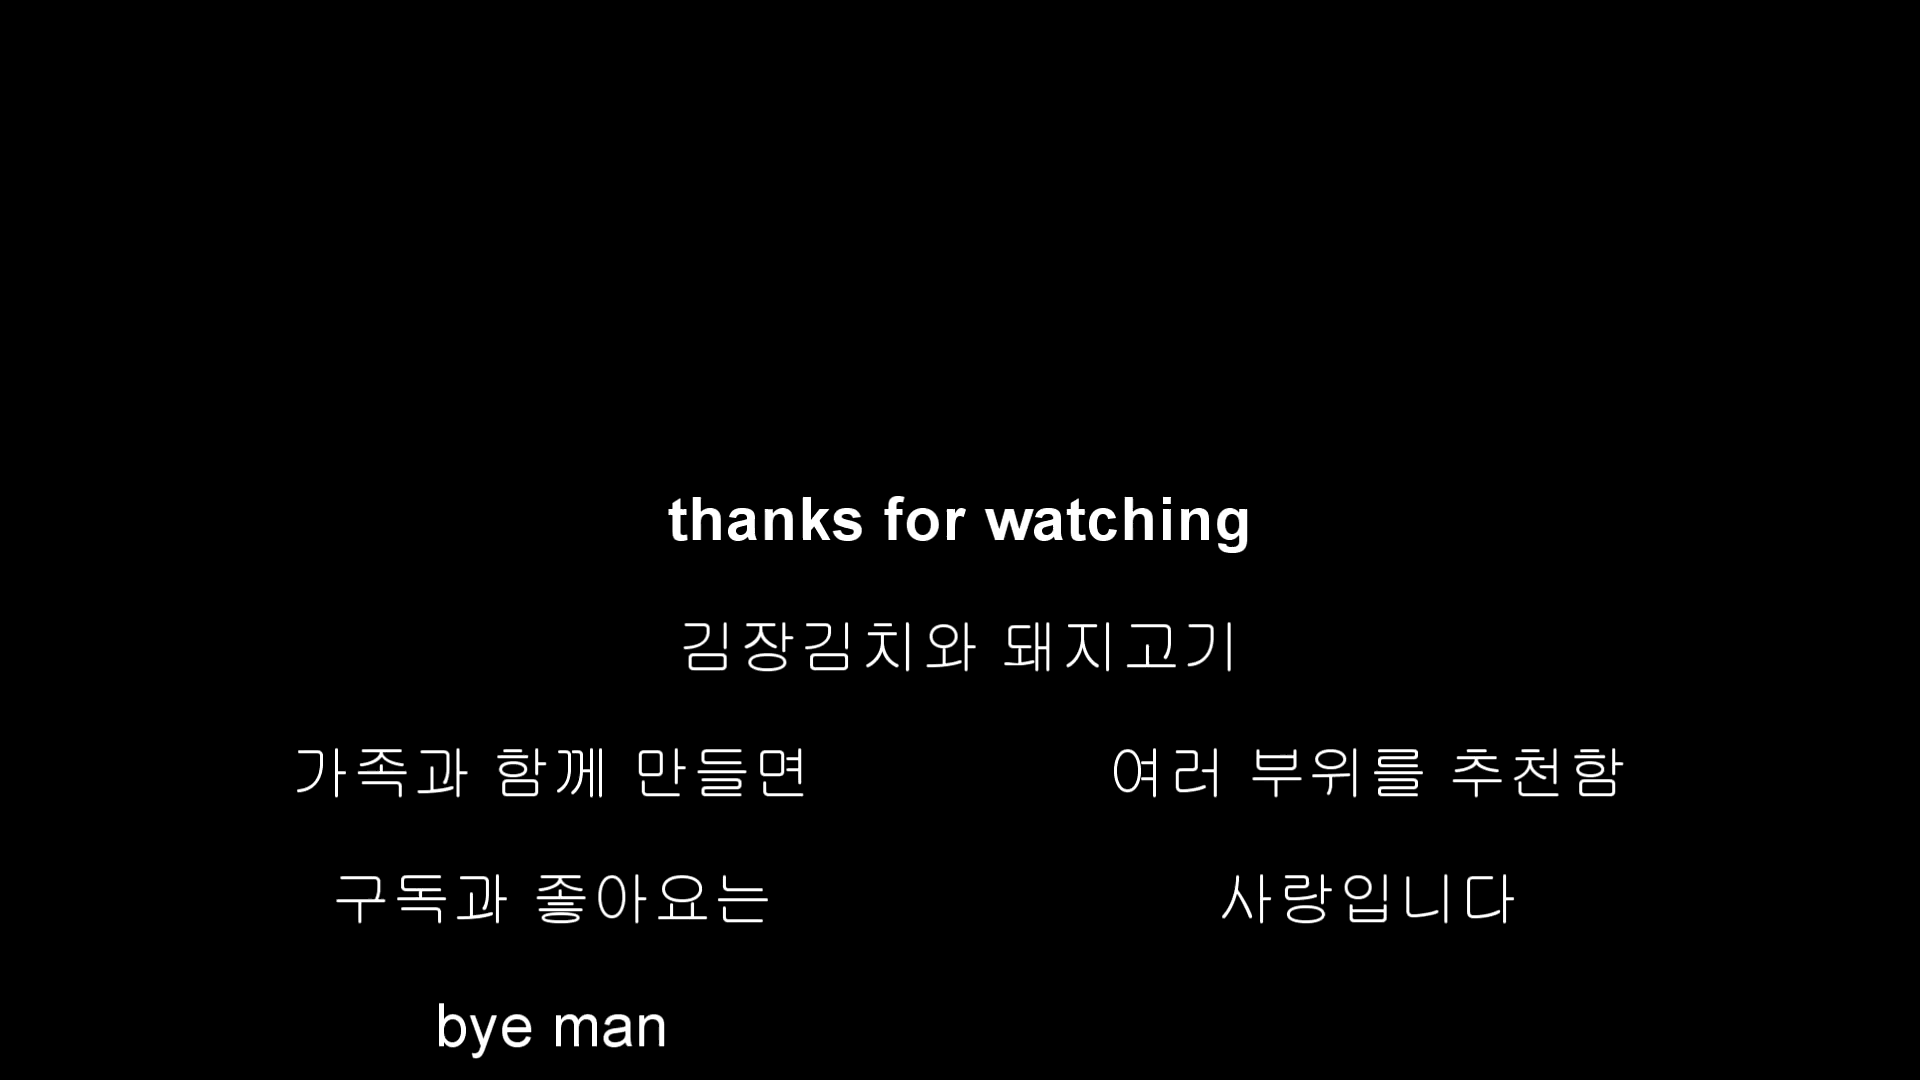 thanks for watching
김장김치와 돼지고기
가족과 함께 만들면 여러 부위를 추천함
구독과 좋아요는 사랑입니다
bye man